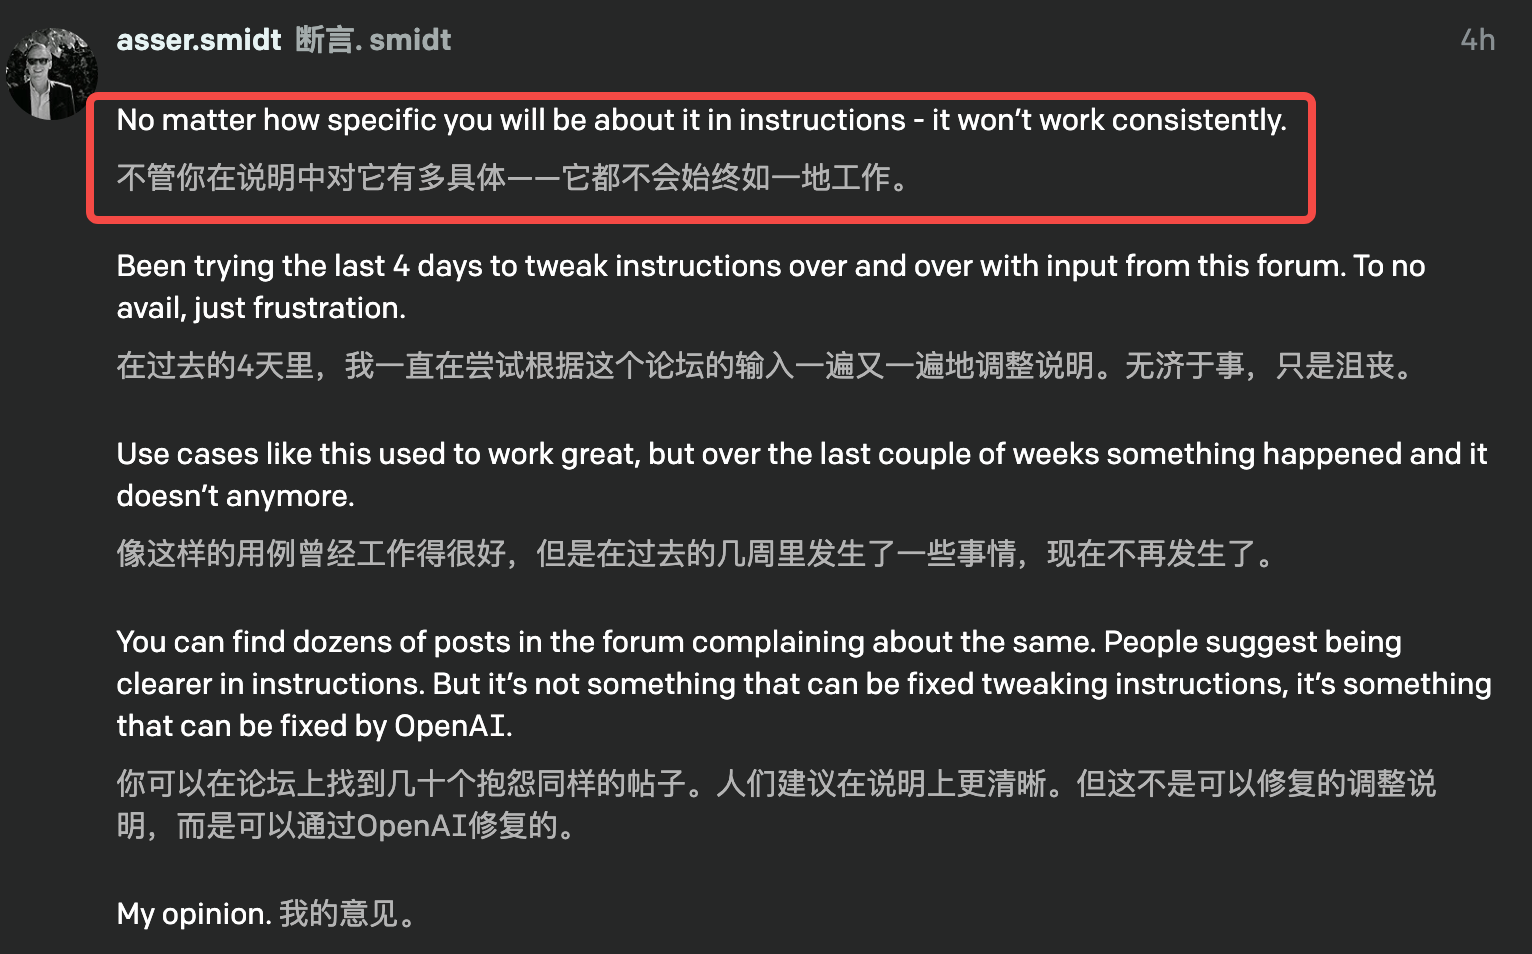 asser.smidt 断言. smidt 4h
No matter how specific you will be about it in instructions - it won’t work consistently.
不管你在说明中对它有多具体——它都不会始终如一地工作。
Been trying the last 4 days to tweak instructions over and over with input from this forum. To no
avail, just frustration.
在过去的4天里，我一直在尝试根据这个论坛的输入一遍又一遍地调整说明。无济于事，只是沮丧。
Use cases like this used to work great, but over the last couple of weeks something happened and it
doesn’t anymore.
像这样的用例曾经工作得很好，但是在过去的几周里发生了一些事情，现在不再发生了。
You can find dozens of posts in the forum complaining about the same. People suggest being
clearer in instructions. But it’s not something that can be fixed tweaking instructions, it’s something
that can be fixed by OpenAI.
你可以在论坛上找到几十个抱怨同样的帖子。人们建议在说明上更清晰。但这不是可以修复的调整说
明，而是可以通过OpenAI修复的。
My opinion. 我的意见。